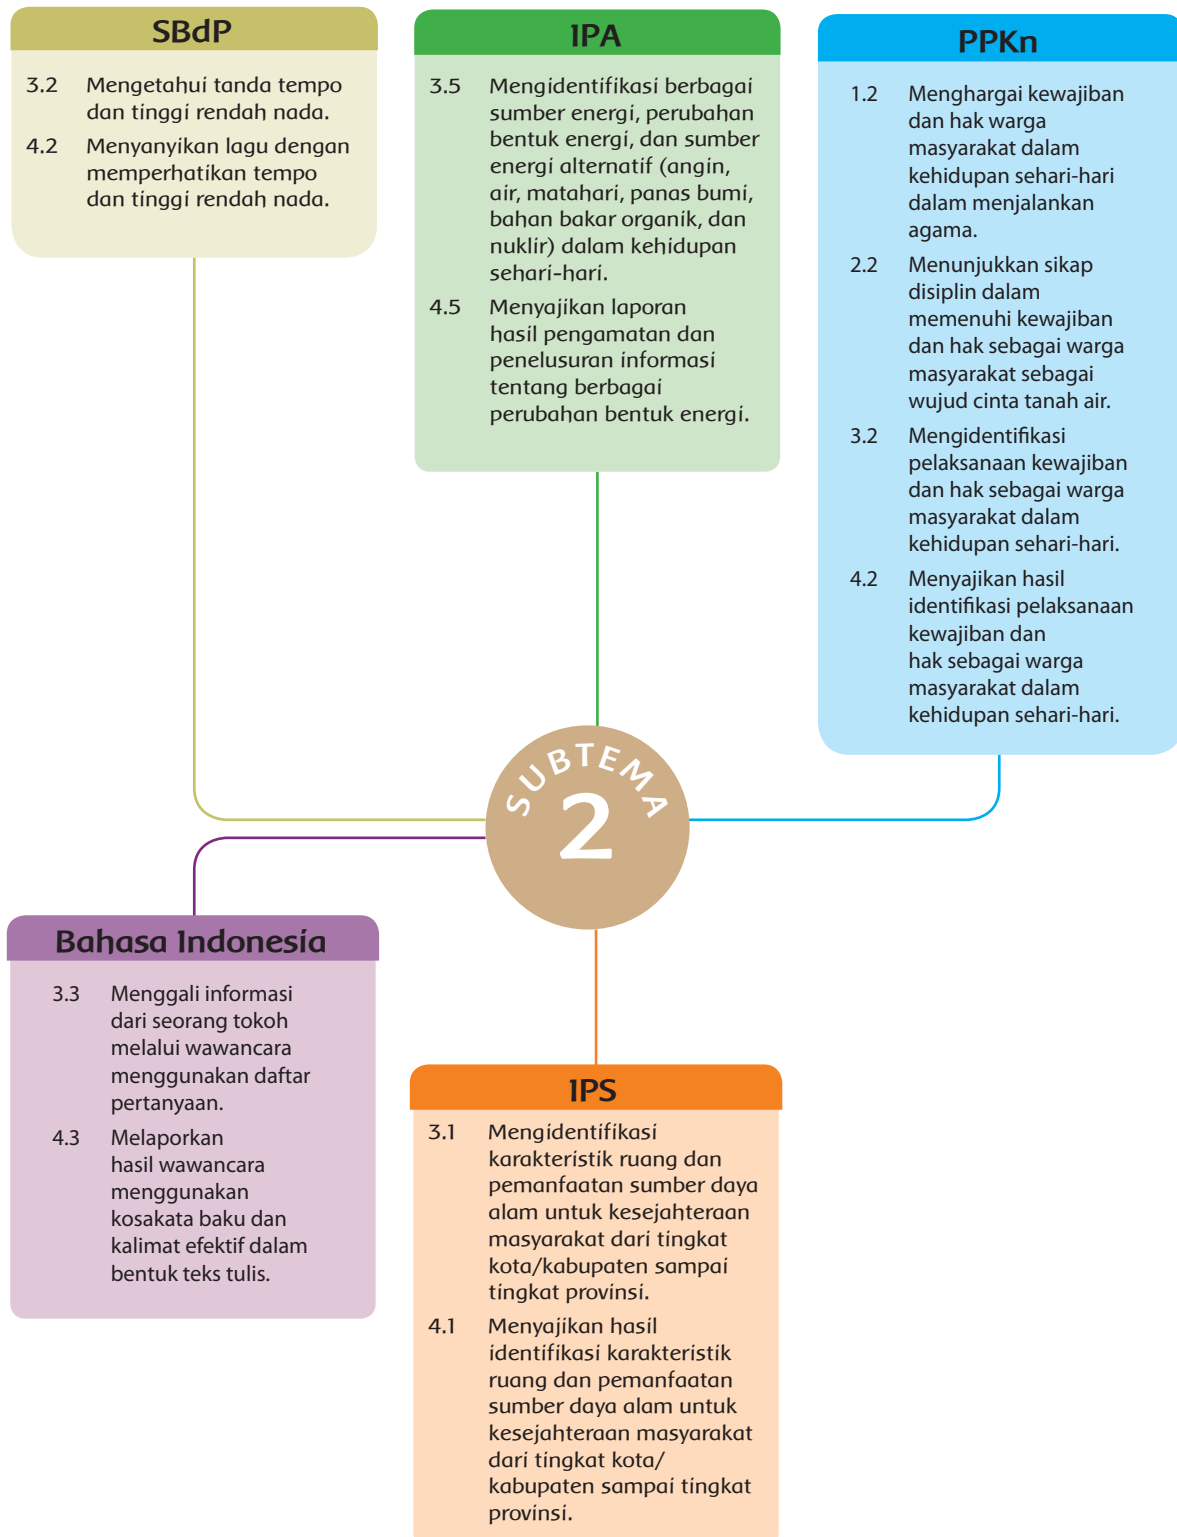 SBdP
3.2 Mengetahui tanda tempo
dan tinggi rendah nada.
4.2 Menyanyikan lagu dengan
memperhatikan tempo
dan tinggi rendah nada.
IPA
3.5 Mengidentifikasi berbagai
sumber energi, perubahan
bentuk energi, dan sumber
energi alternatif (angin,
air, matahari, panas bumi,
bahan bakar organik, dan
nuklir) dalam kehidupan
sehari-hari.
4.5 Menyajikan laporan
hasil pengamatan dan
penelusuran informasi
tentang berbagai
perubahan bentuk energi.
PPKn
1.2 Menghargai kewajiban
dan hak warga
masyarakat dalam
kehidupan sehari-hari
dalam menjalankan
agama.
2.2 Menunjukkan sikap
disiplin dalam
memenuhi kewajiban
dan hak sebagai warga
masyarakat sebagai
wujud cinta tanah air.
3.2 Mengidentifikasi
pelaksanaan kewajiban
dan hak sebagai warga
masyarakat dalam
kehidupan sehari-hari.
4.2 Menyajikan hasil
identifikasi pelaksanaan
kewajiban dan
hak sebagai warga
masyarakat dalam
kehidupan sehari-hari.
SUBTEMA
2
Bahasa Indonesia
3.3 Menggali informasi
dari seorang tokoh
melalui wawancara
menggunakan daftar
pertanyaan.
4.3 Melaporkan
hasil wawancara
menggunakan
kosakata baku dan
kalimat efektif dalam
bentuk teks tulis.
IPS
3.1 Mengidentifikasi
karakteristik ruang dan
pemanfaatan sumber daya
alam untuk kesejahteraan
masyarakat dari tingkat
kota/kabupaten sampai
tingkat provinsi.
4.1 Menyajikan hasil
identifikasi karakteristik
ruang dan pemanfaatan
sumber daya alam untuk
kesejahteraan masyarakat
dari tingkat kota/
kabupaten sampai tingkat
provinsi.